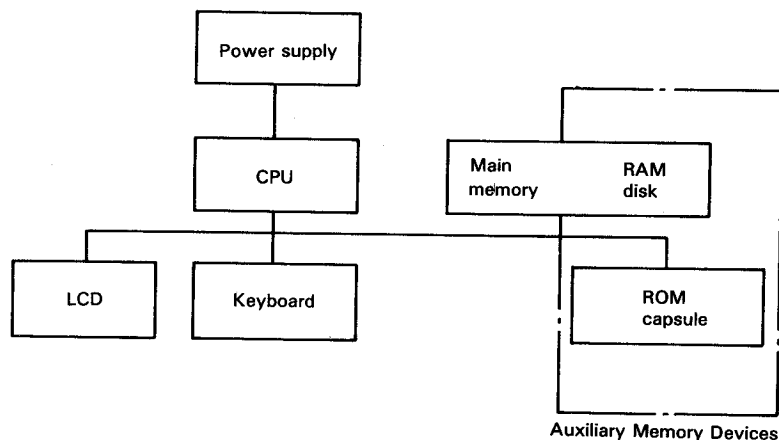 Power supply
CPU
Main
memory
RAM
disk
LCD
Keyboard
ROM
capsule
Auxiliary Memory Devices